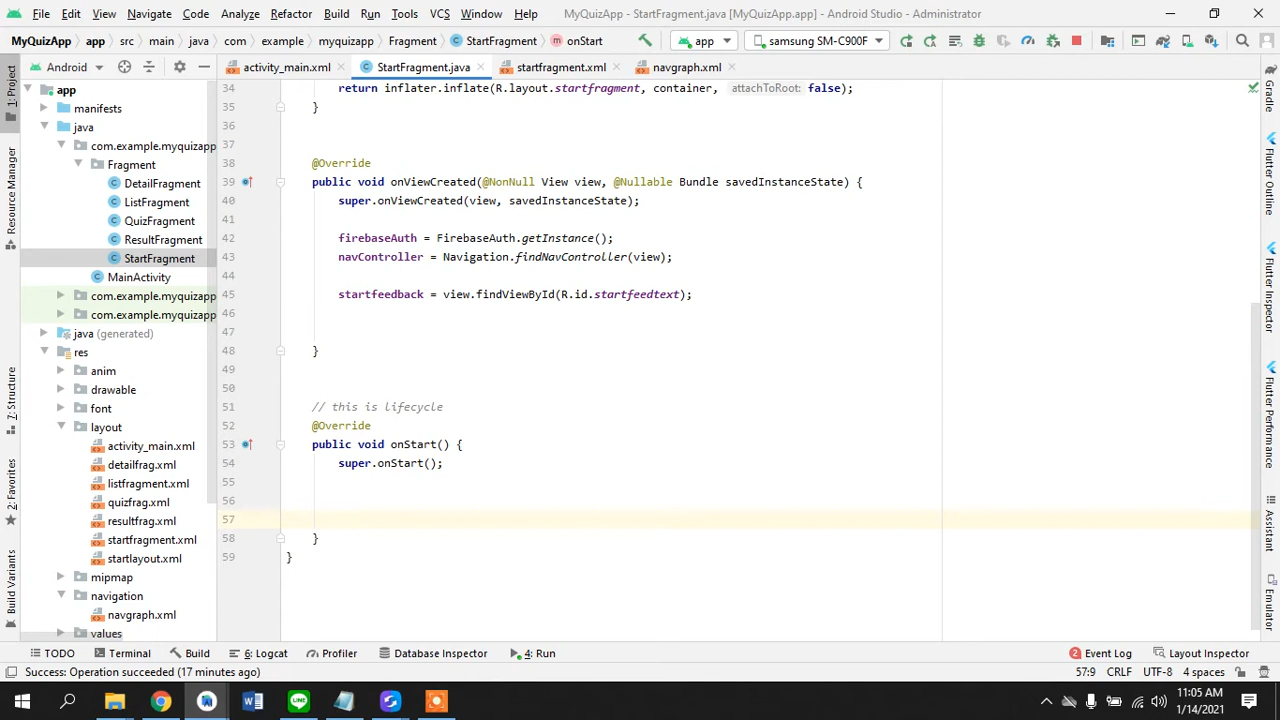 File Edit View Navigate Code Analyze Refactor Build Run Tools VCS Window Help MyQuizApp - StartFragment.java [MyQuizApp.app] - Android Studio - Administrator
MyQuizApp app src main java com example myquizapp Fragment StartFragment onStart app samsung SM-C900F
Android activity_main.xml StartFragment.java startfragment.xml navgraph.xml
app
manifests
java
com.example.myquizapp
Fragment
DetailFragment
ListFragment
QuizFragment
ResultFragment
StartFragment
MainActivity
com.example.myquizapp
com.example.myquizapp
java (generated)
res
anim
drawable
font
layout
activity_main.xml
detailfrag.xml
listfragment.xml
quizfrag.xml
resultfrag.xml
startfragment.xml
startlayout.xml
mipmap
navigation
navgraph.xml
values
1: Project
Resource Manager
7: Structure
2: Favorites
Build Variants
34 return inflater.inflate(R.layout.startfragment, container, attachToRoot: false);
35 }
36
37
38 @Override
39 public void onViewCreated(@NonNull View view, @Nullable Bundle savedInstanceState) {
40 super.onViewCreated(view, savedInstanceState);
41
42 firebaseAuth = FirebaseAuth.getInstance();
43 navController = Navigation.findNavController(view);
44
45 startfeedback = view.findViewById(R.id.startfeedtext);
46
47
48 }
49
50
51 // this is lifecycle
52 @Override
53 public void onStart() {
54 super.onStart();
55
56
57
58 }
59 }
Gradle
Flutter Outline
Flutter Inspector
Flutter Performance
Assistant
Emulator
TODO Terminal Build 6: Logcat Profiler Database Inspector 4: Run 2 Event Log Layout Inspector
Success: Operation succeeded (17 minutes ago) 57:9 CRLF UTF-8 4 spaces
11:05 AM
1/14/2021